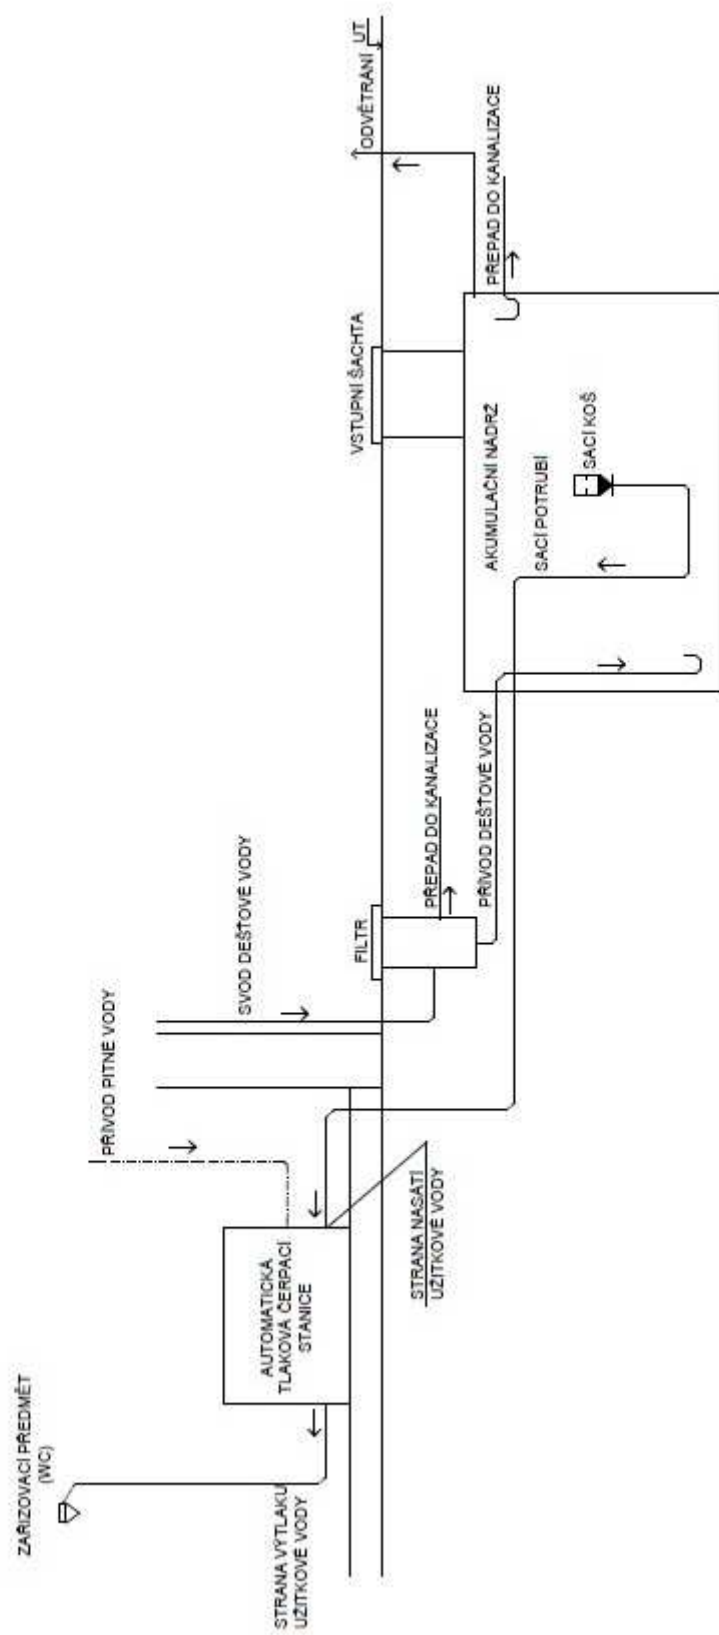 ZAŘIZOVACÍ PŘEDMĚT
(WC)
STRANA VÝTLAKU
UŽITKOVÉ VODY
AUTOMATICKÁ
TLAKOVÁ ČERPACÍ
STANICE
PŘÍVOD PITNÉ VODY
STRANA NASÁTÍ
UŽITKOVÉ VODY
SVOD DEŠŤOVÉ VODY
FILTR
PŘEPAD DO KANALIZACE
PŘÍVOD DEŠŤOVÉ VODY
VSTUPNÍ ŠACHTA
AKUMULAČNÍ NÁDRŽ
SACÍ POTRUBÍ
SACÍ KOŠ
ODVĚTRÁNÍ
UT
PŘEPAD DO KANALIZACE